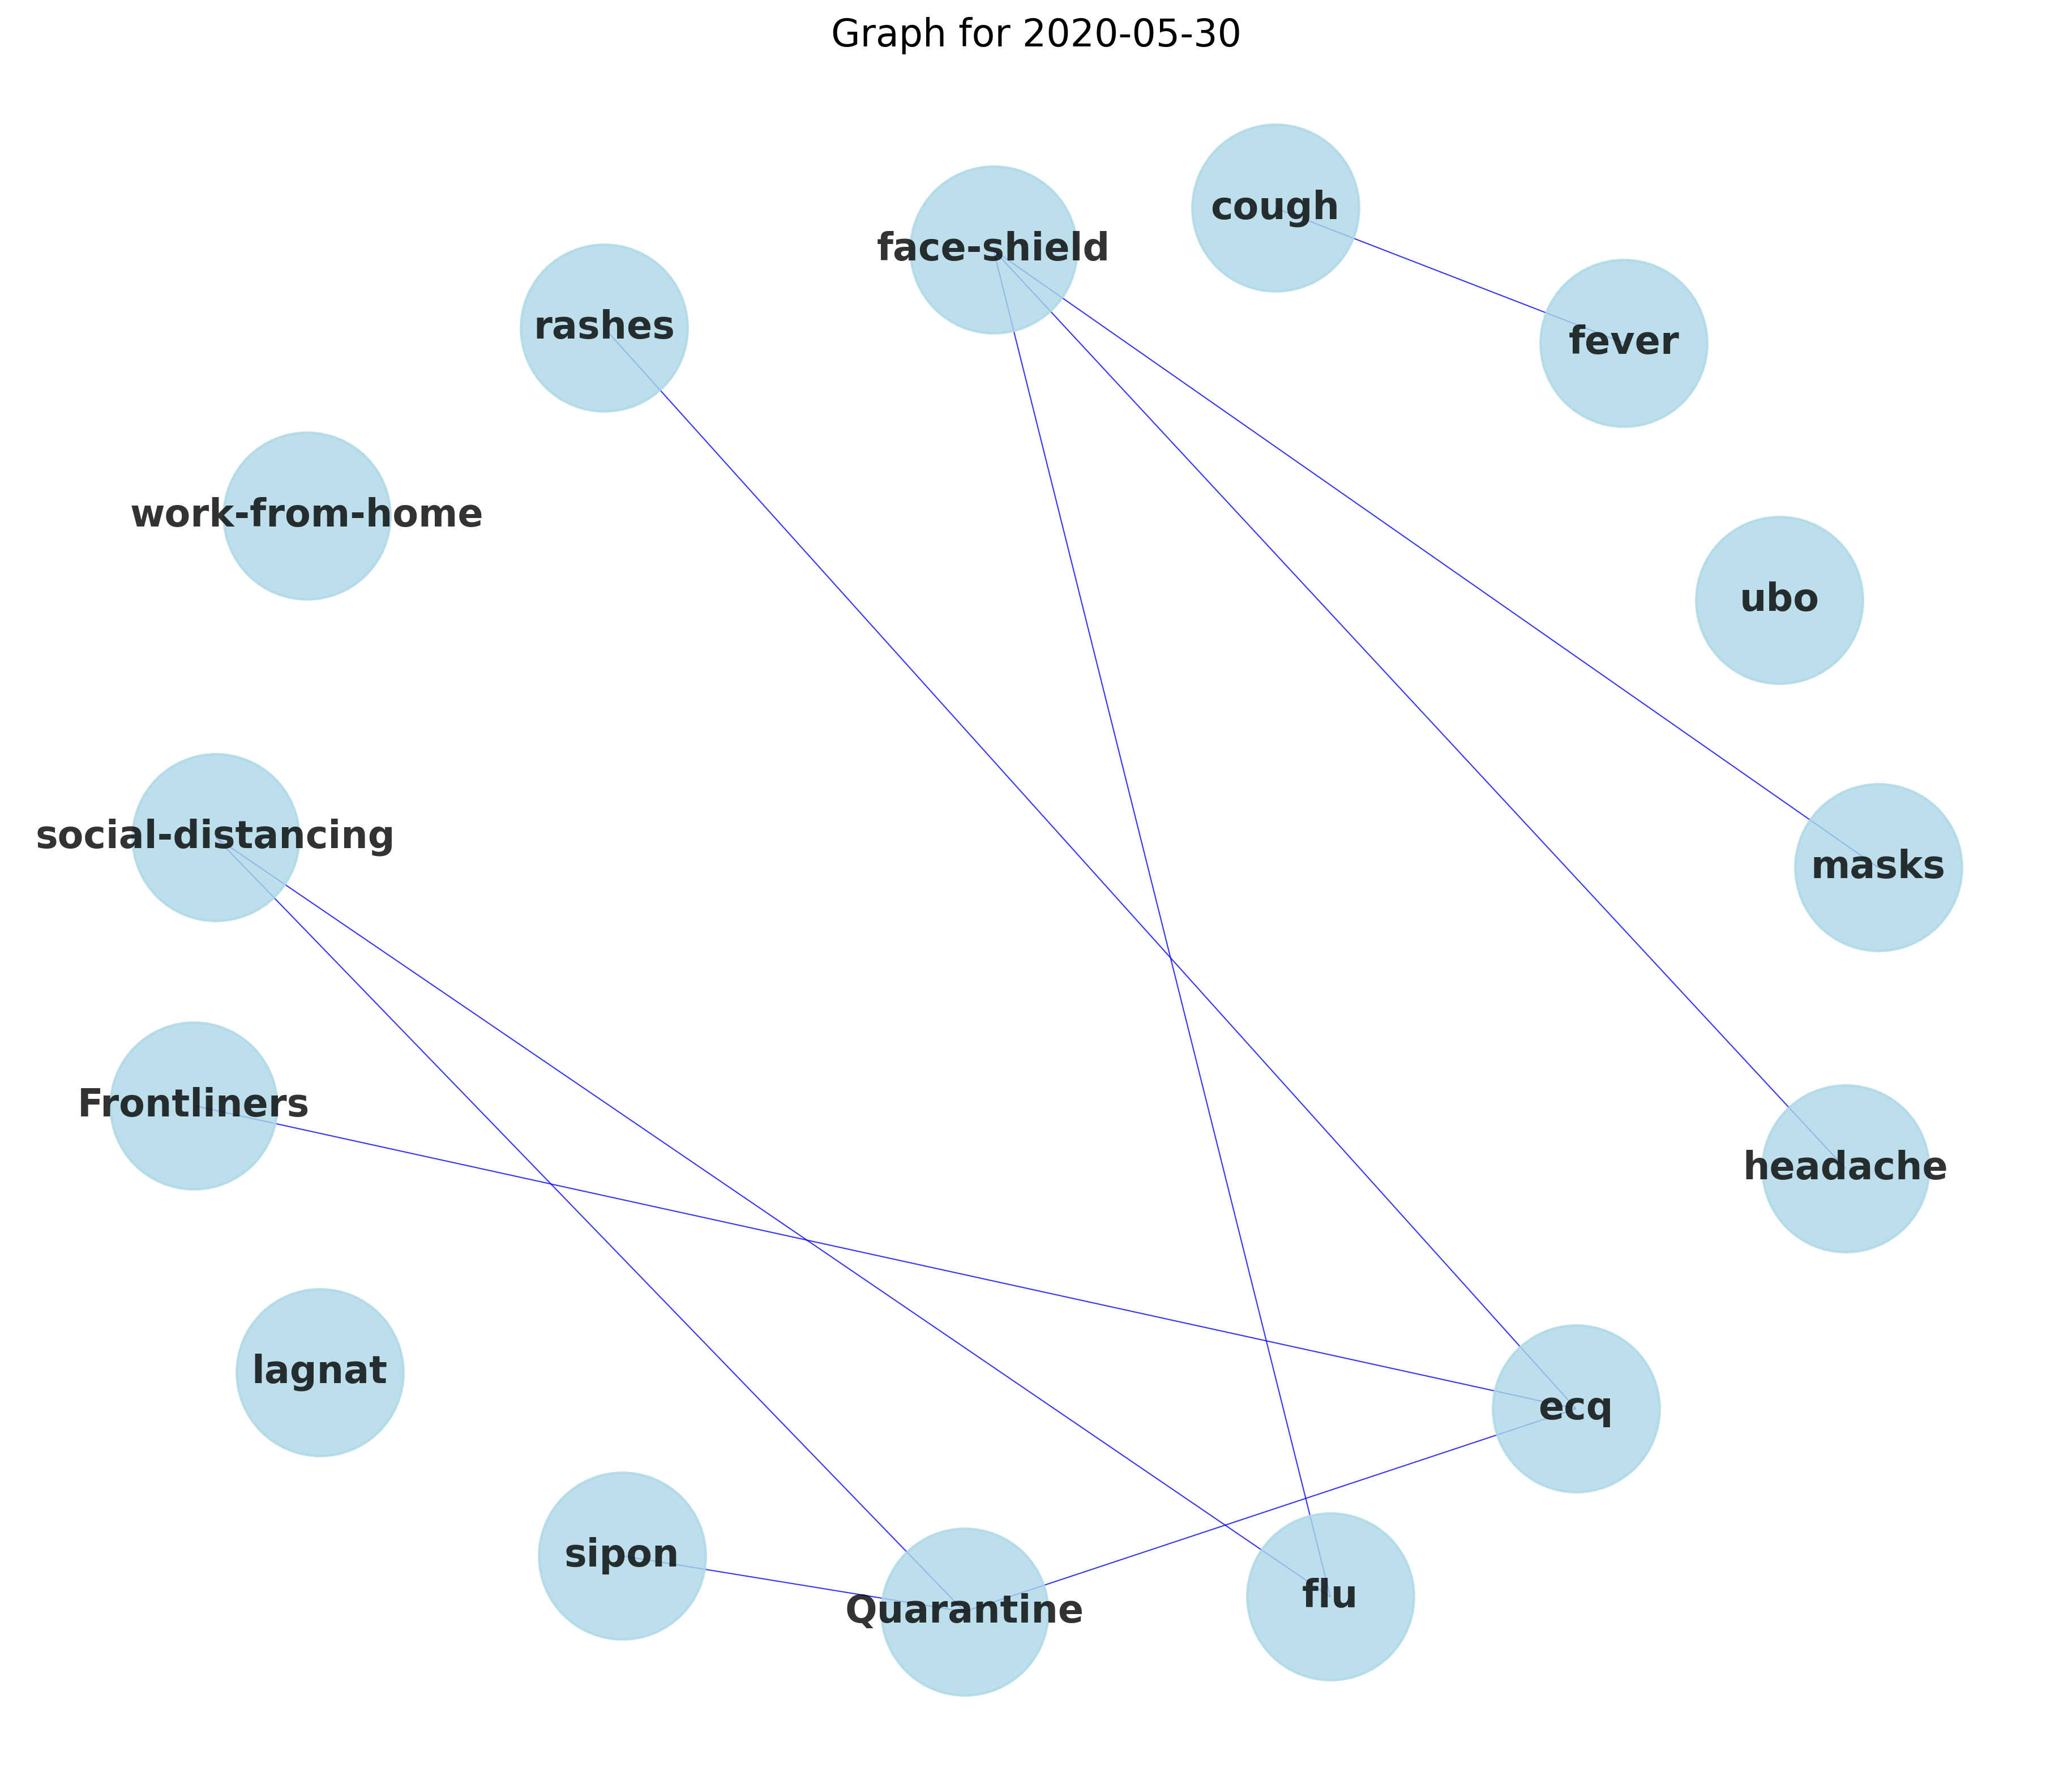 Graph for 2020-05-30
cough
face-shield
rashes
fever
work-from-home
ubo
social-distancing
masks
Frontliners
headache
lagnat
ecq
sipon
flu
Quarantine